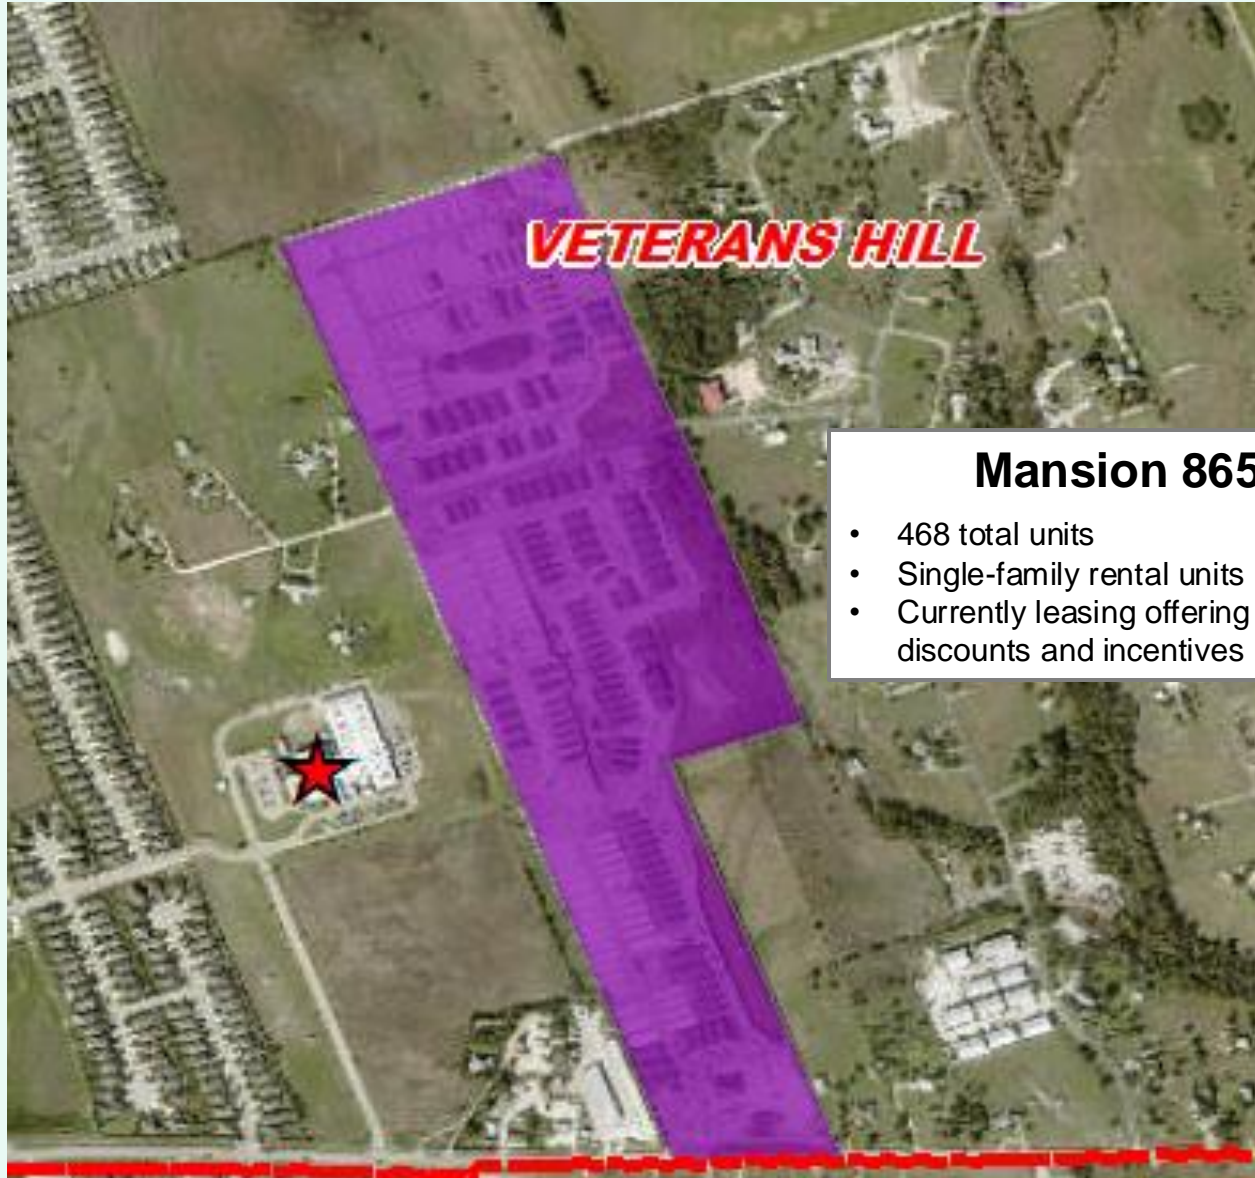 VETERANS HILL
Mansion 865
• 468 total units
• Single-family rental units
• Currently leasing offering
discounts and incentives